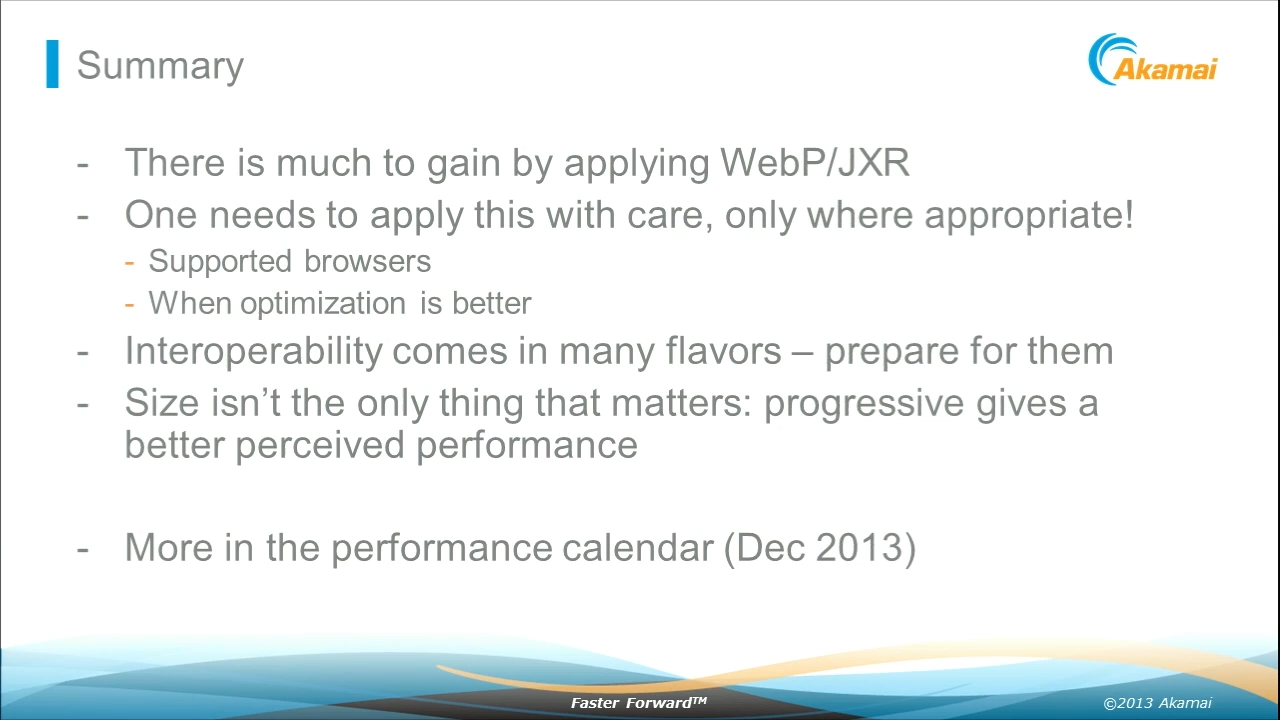 Summary
Akamai
- There is much to gain by applying WebP/JXR
- One needs to apply this with care, only where appropriate!
- Supported browsers
- When optimization is better
- Interoperability comes in many flavors – prepare for them
- Size isn’t the only thing that matters: progressive gives a
better perceived performance
- More in the performance calendar (Dec 2013)
Faster Forward™
©2013 Akamai